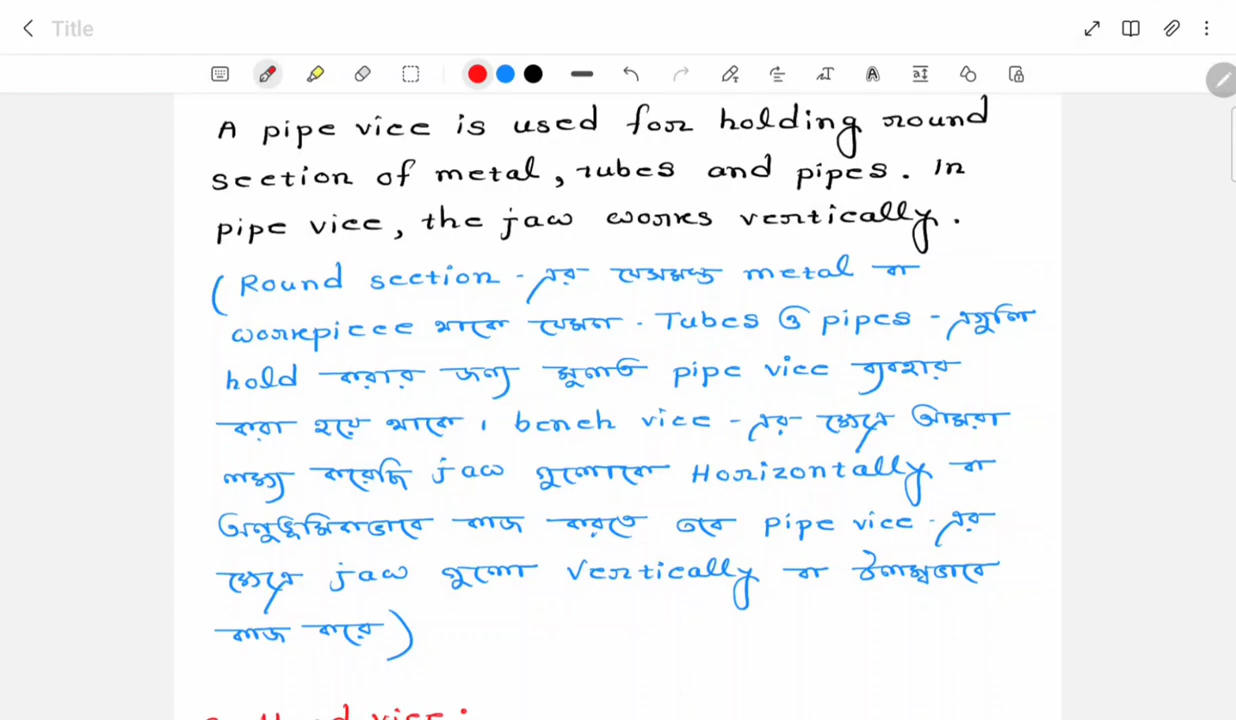 Title
A pipe vice is used for holding round
section of metal, tubes and pipes. In
pipe vice, the jaw works vertically.
(Round section-এর যেসমস্ত metal বা
workpiece থাকে যেমন. Tubes ও pipes - এগুলি
hold করার জন্য মূলত pipe vice ব্যবহার
করা হয়ে থাকে। bench vice -এর ক্ষেত্রে আমরা
লক্ষ্য করেছি jaw গুলোকে Horizontally বা
অনুভূমিকভাবে কাজ করতে তবে pipe vice -এর
ক্ষেত্রে jaw গুলো Vertically বা উলম্বভাবে
কাজ করে)
Hand vice: